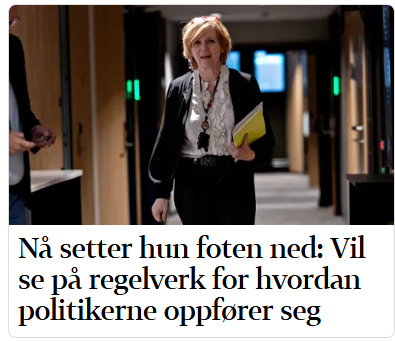 Nå setter hun foten ned: Vil
se på regelverk for hvordan
politikerne oppfører seg